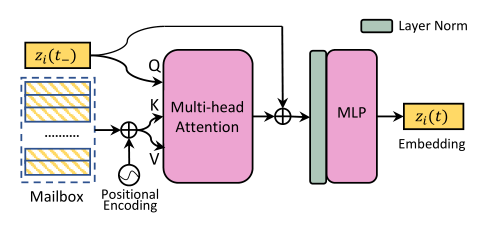 Layer Norm
z_i(t_-)
Q
K
V
Multi-head
Attention
MLP
z_i(t)
Embedding
..........
Mailbox
Positional
Encoding